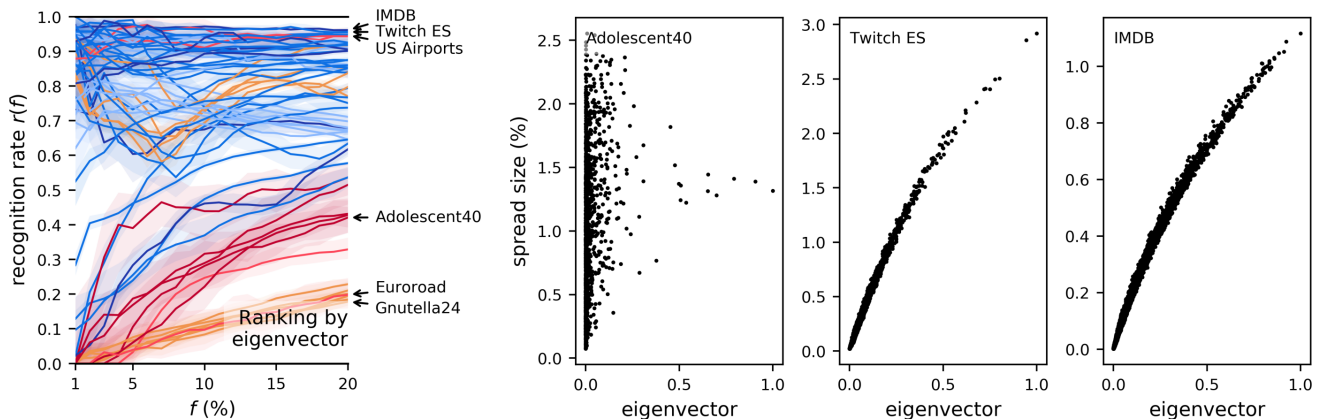 recognition rate r(f)
1.0
0.9
0.8
0.7
0.6
0.5
0.4
0.3
0.2
0.1
0.0
1
5
10
15
20
f (%)
Ranking by
eigenvector
IMDB
Twitch ES
US Airports
Adolescent40
Euroroad
Gnutella24
spread size (%)
2.5
2.0
1.5
1.0
0.5
0.0
Adolescent40
0.0
0.5
1.0
eigenvector
3.0
2.5
2.0
1.5
1.0
0.5
0.0
Twitch ES
0.0
0.5
1.0
eigenvector
1.0
0.8
0.6
0.4
0.2
0.0
IMDB
0.0
0.5
1.0
eigenvector